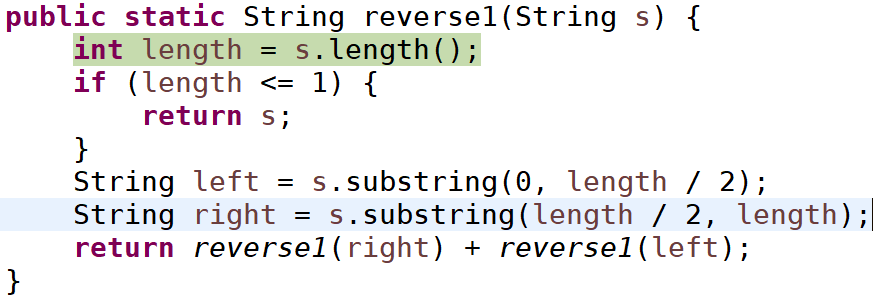 public static String reverse1(String s) {
    int length = s.length();
    if (length <= 1) {
        return s;
    }
    String left = s.substring(0, length / 2);
    String right = s.substring(length / 2, length);
    return reverse1(right) + reverse1(left);
}